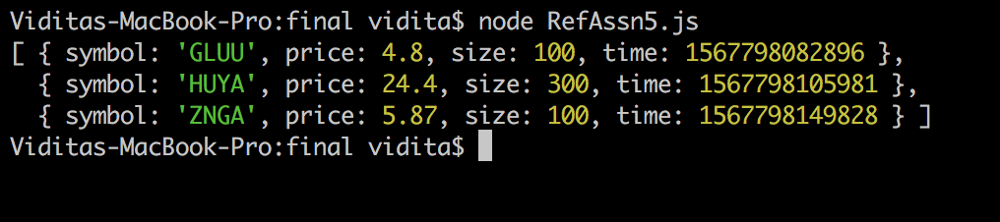 Viditas-MacBook-Pro:final vidita$ node RefAssn5.js
[ { symbol: 'GLUU', price: 4.8, size: 100, time: 1567798082896 },
  { symbol: 'HUYA', price: 24.4, size: 300, time: 1567798105981 },
  { symbol: 'ZNGA', price: 5.87, size: 100, time: 1567798149828 } ]
Viditas-MacBook-Pro:final vidita$